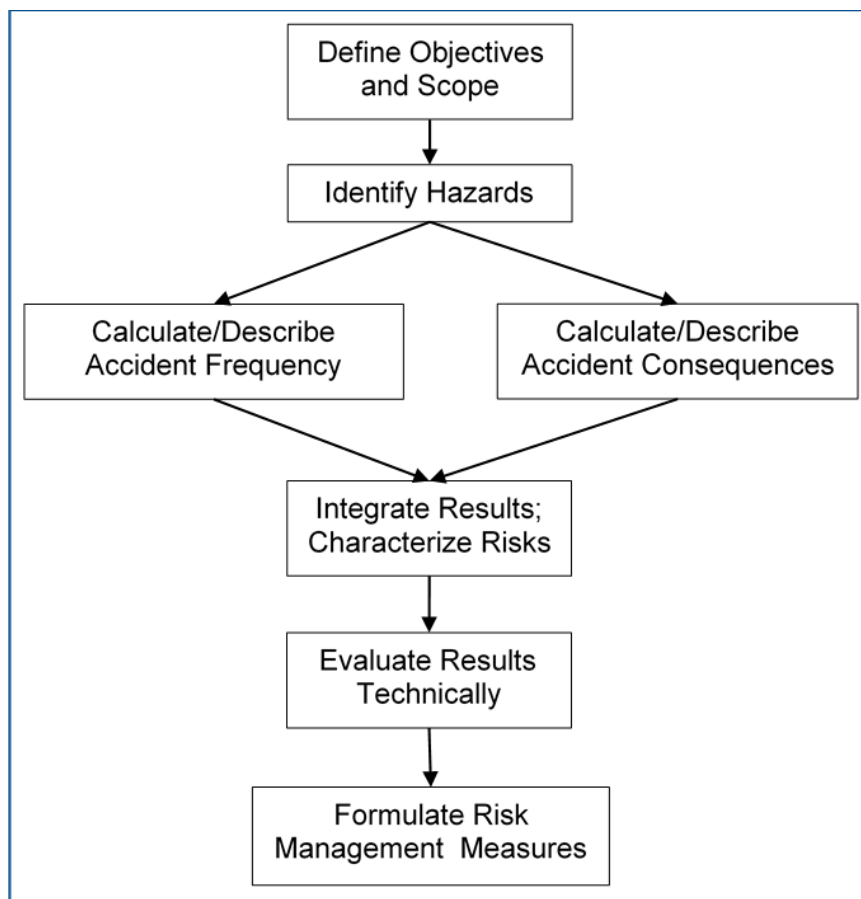 Define Objectives
and Scope
Identify Hazards
Calculate/Describe
Accident Frequency
Calculate/Describe
Accident Consequences
Integrate Results;
Characterize Risks
Evaluate Results
Technically
Formulate Risk
Management  Measures